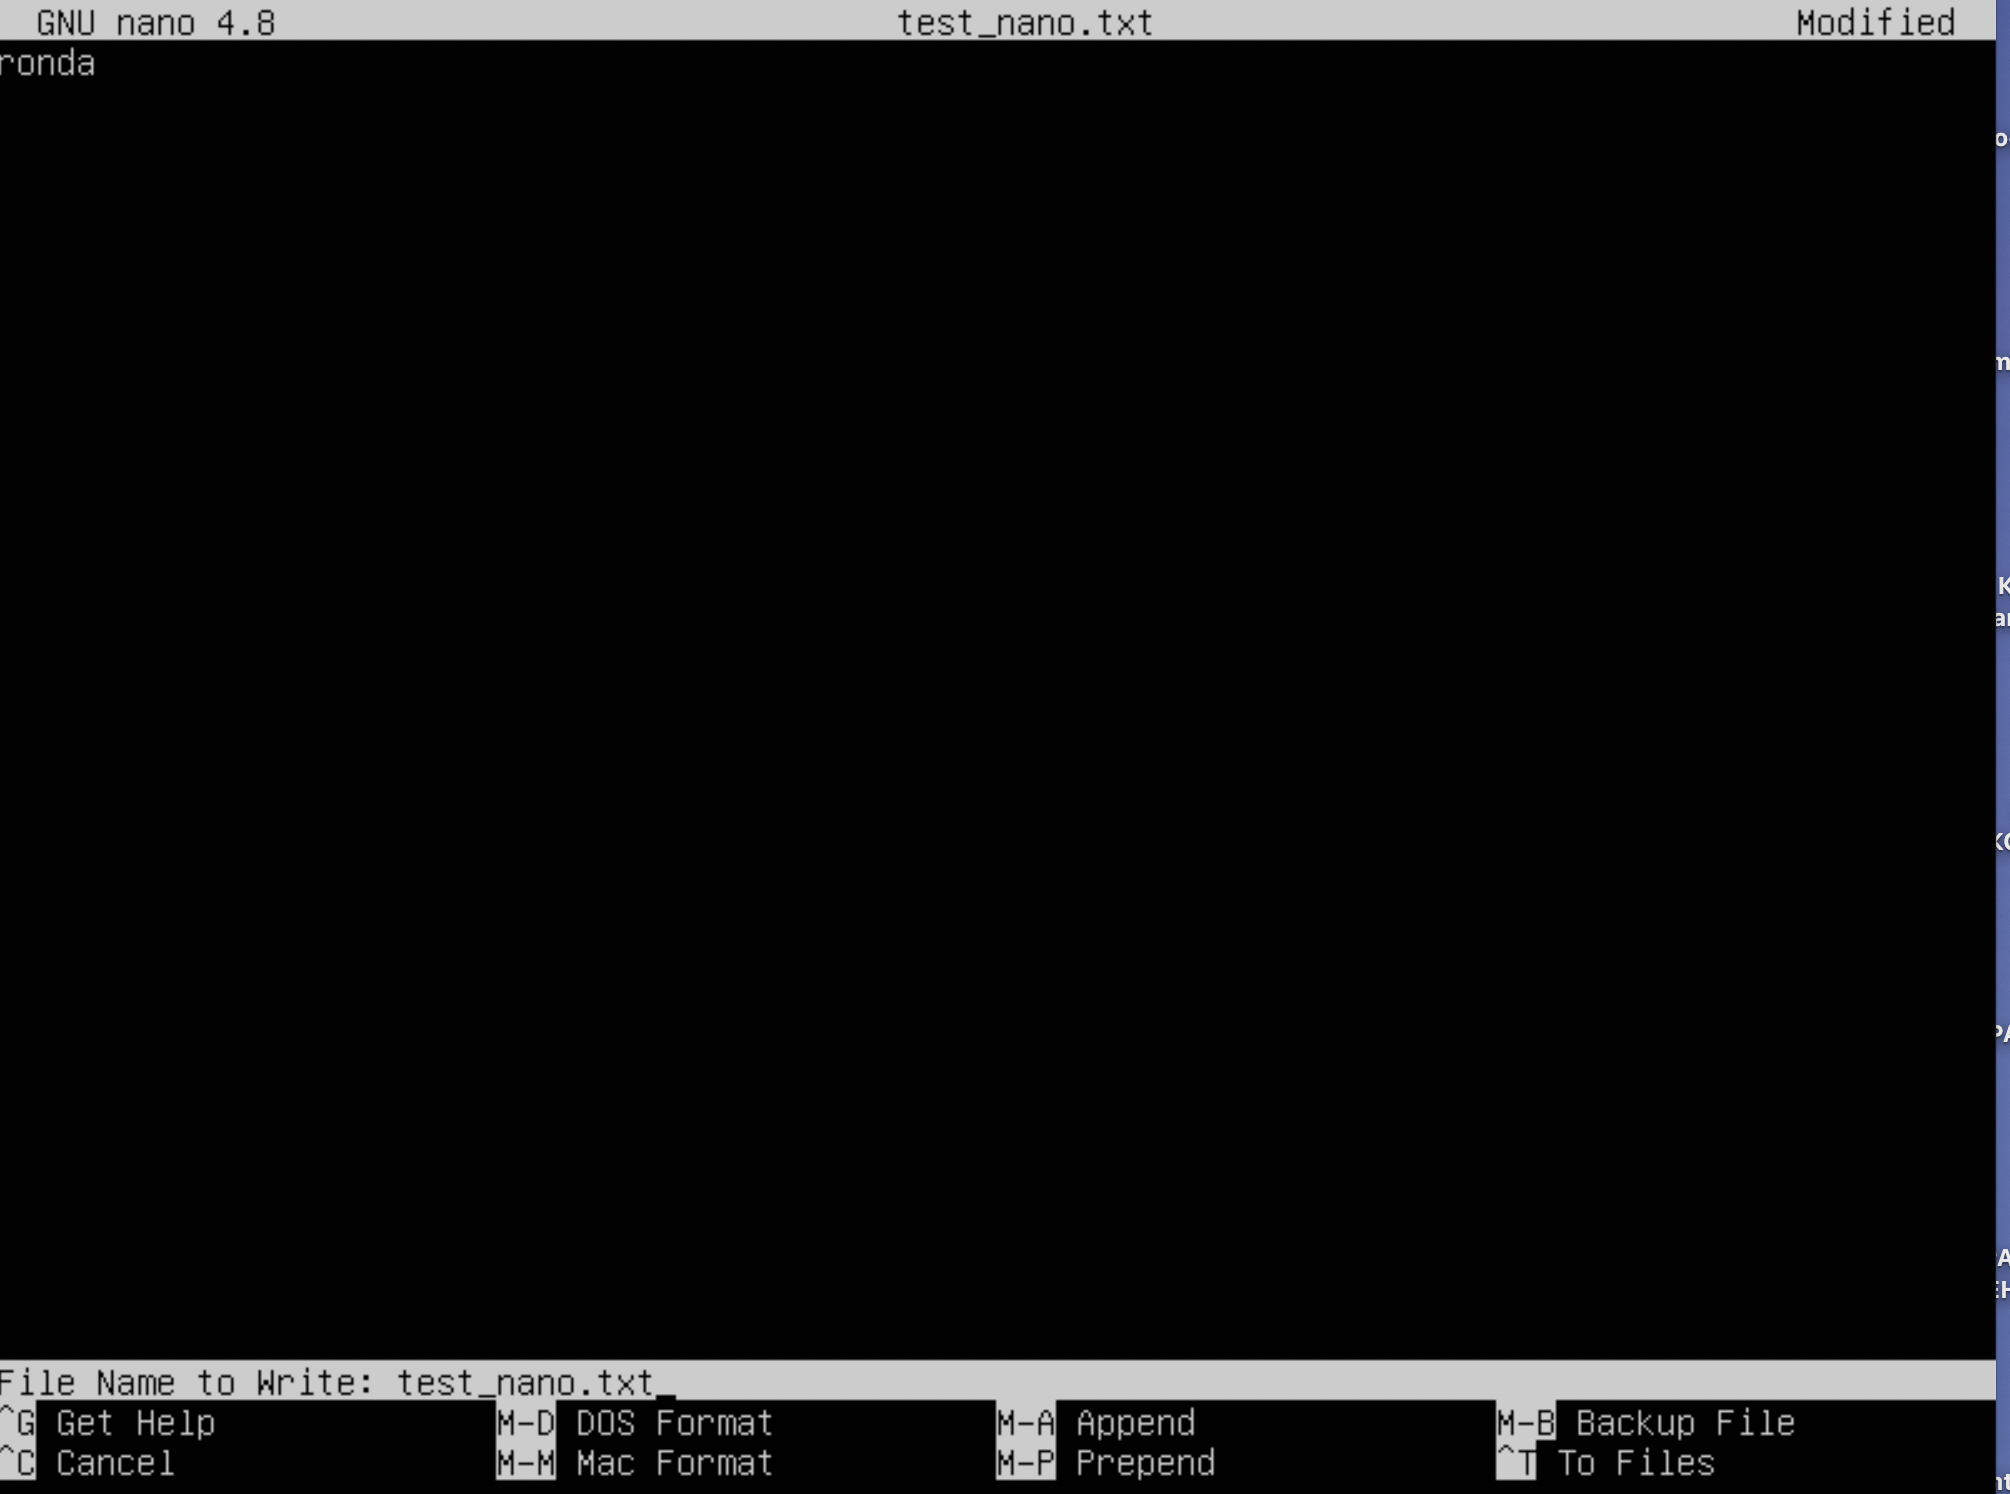 GNU nano 4.8 test_nano.txt Modified
ronda
File Name to Write: test_nano.txt
^G Get Help M-D DOS Format M-A Append M-B Backup File
^C Cancel M-M Mac Format M-P Prepend ^T To Files